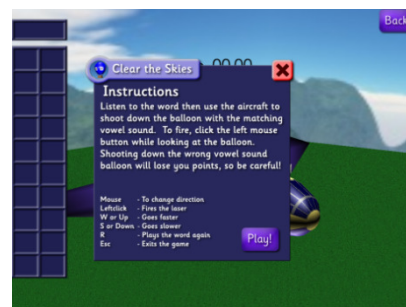 Back
Clear the Skies
00.00
Instructions
Listen to the word then use the aircraft to
shoot down the balloon with the matching
vowel sound. To fire, click the left mouse
button while looking at the balloon.
Shooting down the wrong vowel sound
balloon will lose you points, so be careful!
Mouse - To change direction
Leftclick - Fires the laser
W or Up - Goes faster
S or Down - Goes slower
R - Plays the word again
Esc - Exits the game
Play!